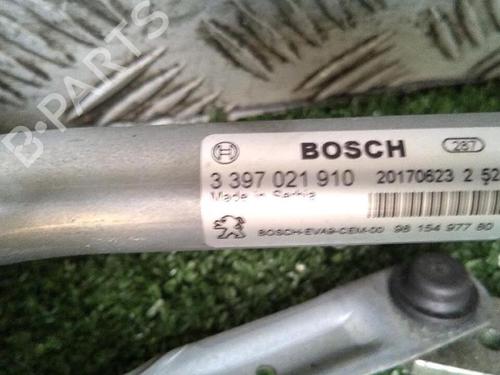 B-Parts
BOSCH 287
3 397 021 910 20170623 2 52
Made in Serbia
BOSCH-EVA9-CEM-00 98 154 977 80